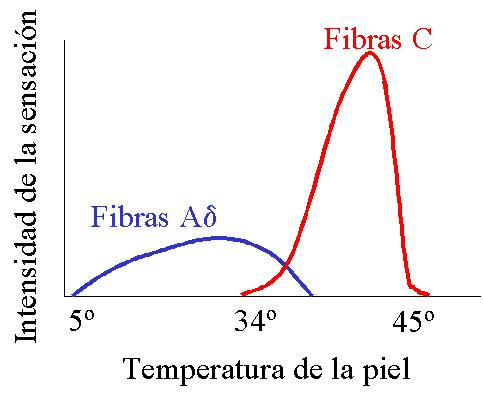 Fibras C
Intensidad de la sensación
Fibras Aδ
5º
34º
45º
Temperatura de la piel